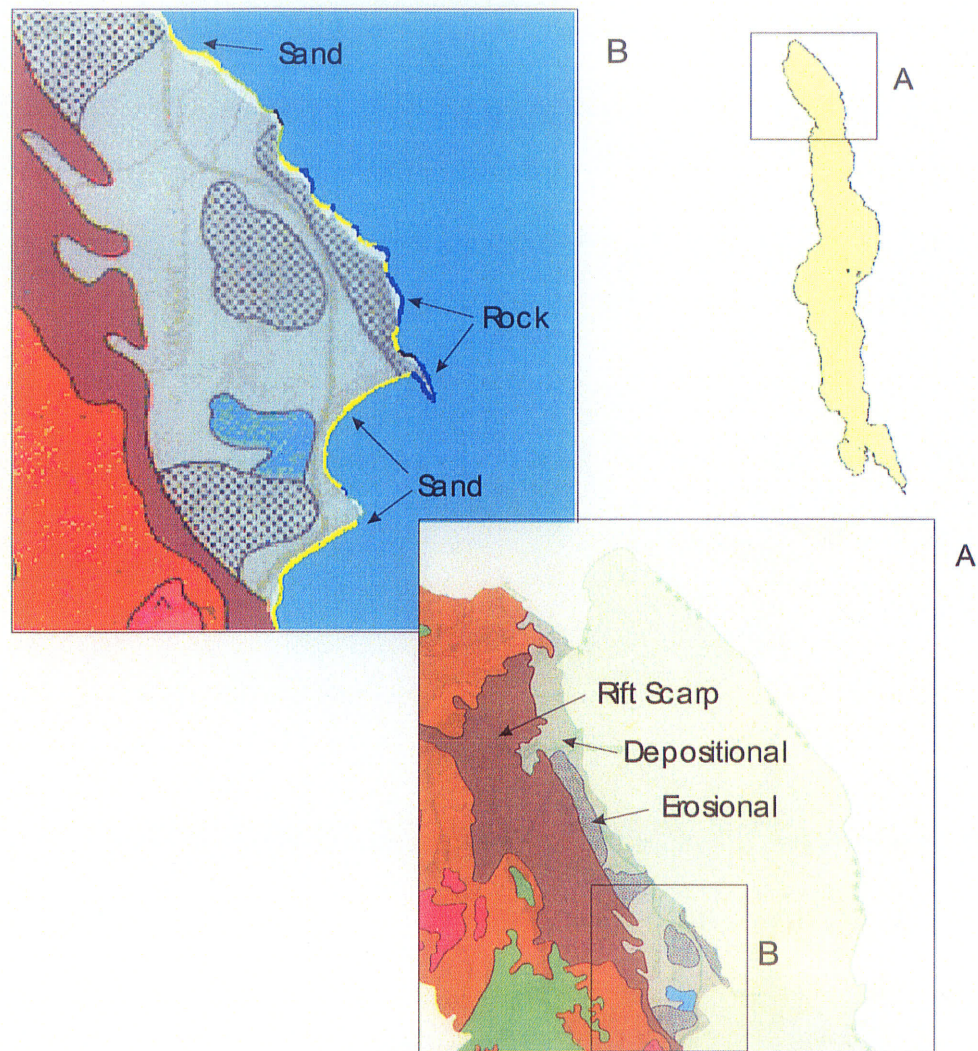 Sand
B
A
Rock
Sand
A
Rift Scarp
Depositional
Erosional
B